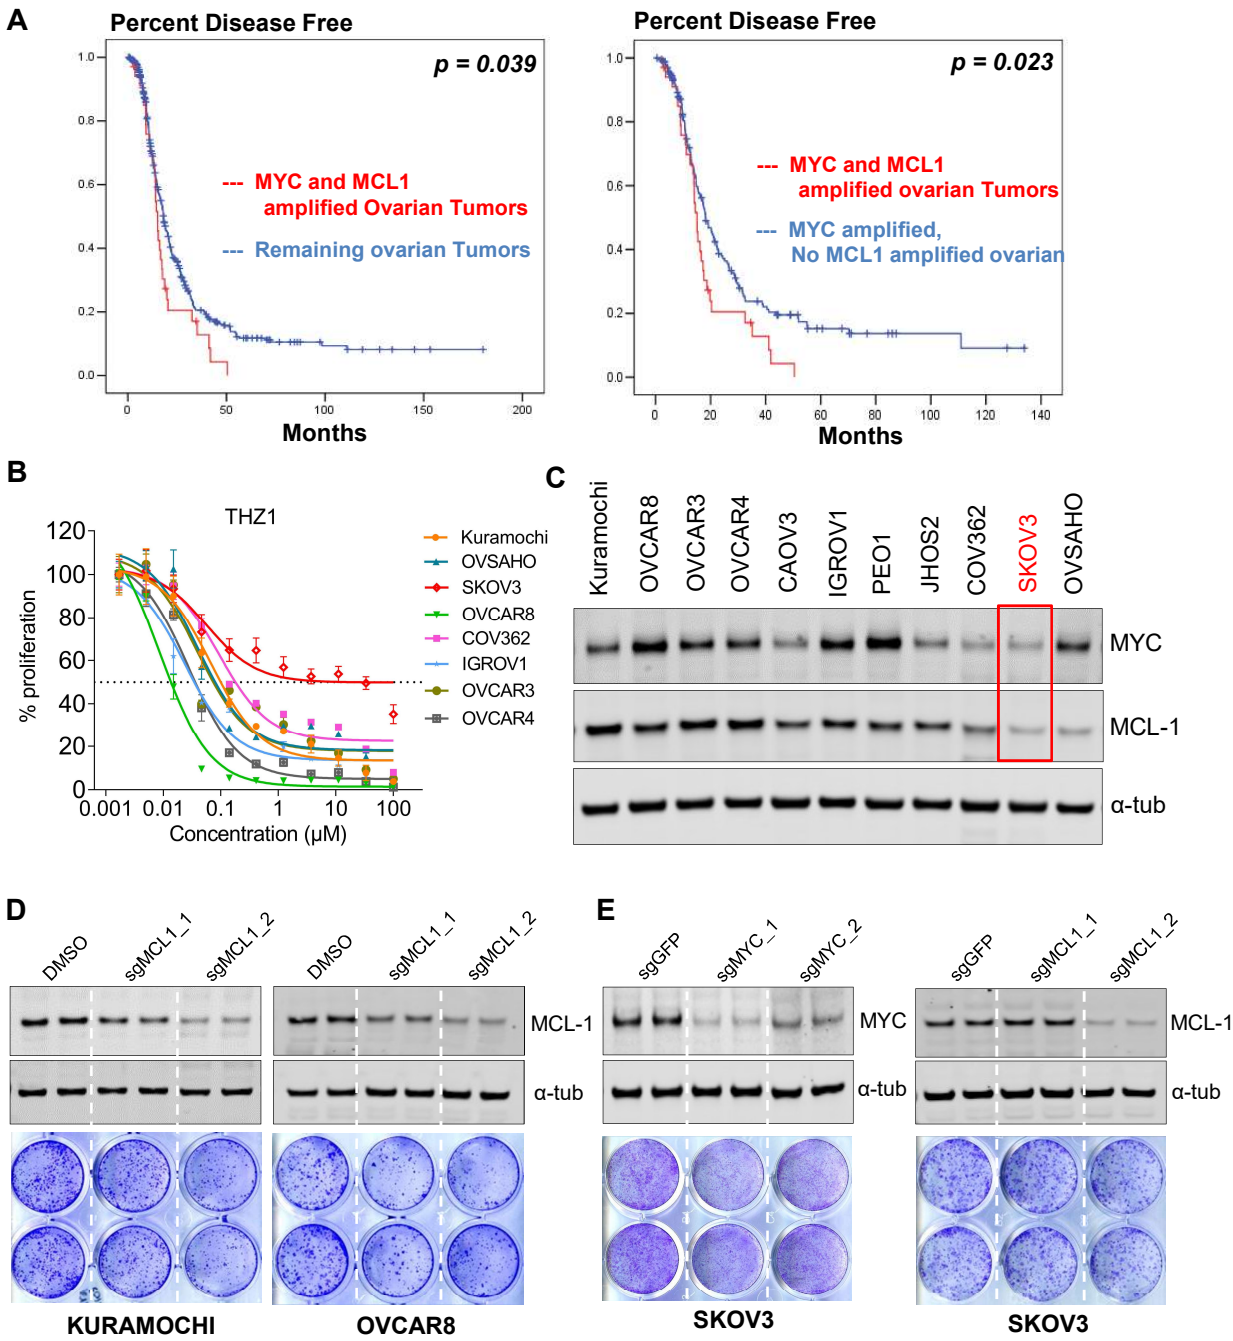 A
Percent Disease Free
p = 0.039
1.0
0.8
0.6
0.4
0.2
0.0
--- MYC and MCL1
amplified Ovarian Tumors
--- Remaining ovarian Tumors
0
50
100
150
200
Months
Percent Disease Free
p = 0.023
1.0
0.8
0.6
0.4
0.2
0.0
--- MYC and MCL1
amplified ovarian Tumors
--- MYC amplified,
No MCL1 amplified ovarian
0
20
40
60
80
100
120
140
Months
B
THZ1
% proliferation
120
100
80
60
40
20
0
0.001
0.01
0.1
1
10
100
Concentration (µM)
Kuramochi
OVSAHO
SKOV3
OVCAR8
COV362
IGROV1
OVCAR3
OVCAR4
C
Kuramochi
OVCAR8
OVCAR3
OVCAR4
CAOV3
IGROV1
PEO1
JHOS2
COV362
SKOV3
OVSAHO
MYC
MCL-1
α-tub
D
DMSO
sgMCL1_1
sgMCL1_2
DMSO
sgMCL1_1
sgMCL1_2
MCL-1
α-tub
KURAMOCHI
OVCAR8
E
sgGFP
sgMYC_1
sgMYC_2
MYC
α-tub
SKOV3
sgGFP
sgMCL1_1
sgMCL1_2
MCL-1
α-tub
SKOV3